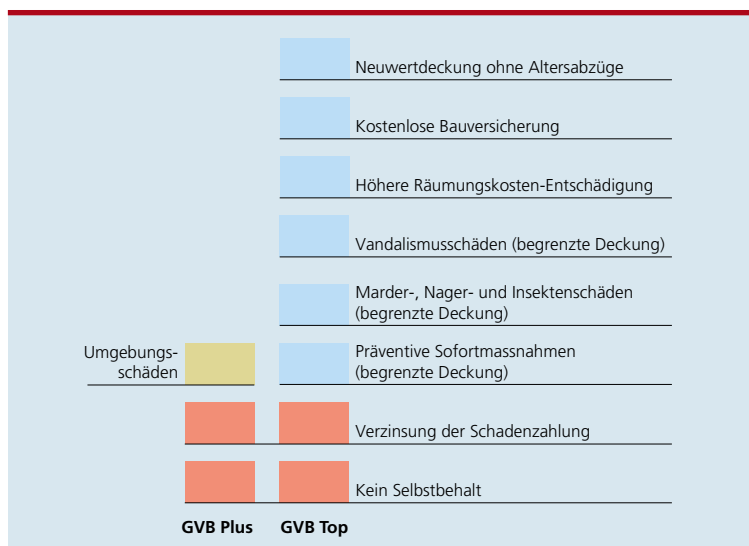 Neuwertdeckung ohne Altersabzüge
Kostenlose Bauversicherung
Höhere Räumungskosten-Entschädigung
Vandalismusschäden (begrenzte Deckung)
Marder-, Nager- und Insektenschäden
(begrenzte Deckung)
Umgebungs-
schäden
Präventive Sofortmassnahmen
(begrenzte Deckung)
Verzinsung der Schadenzahlung
Kein Selbstbehalt
GVB Plus GVB Top